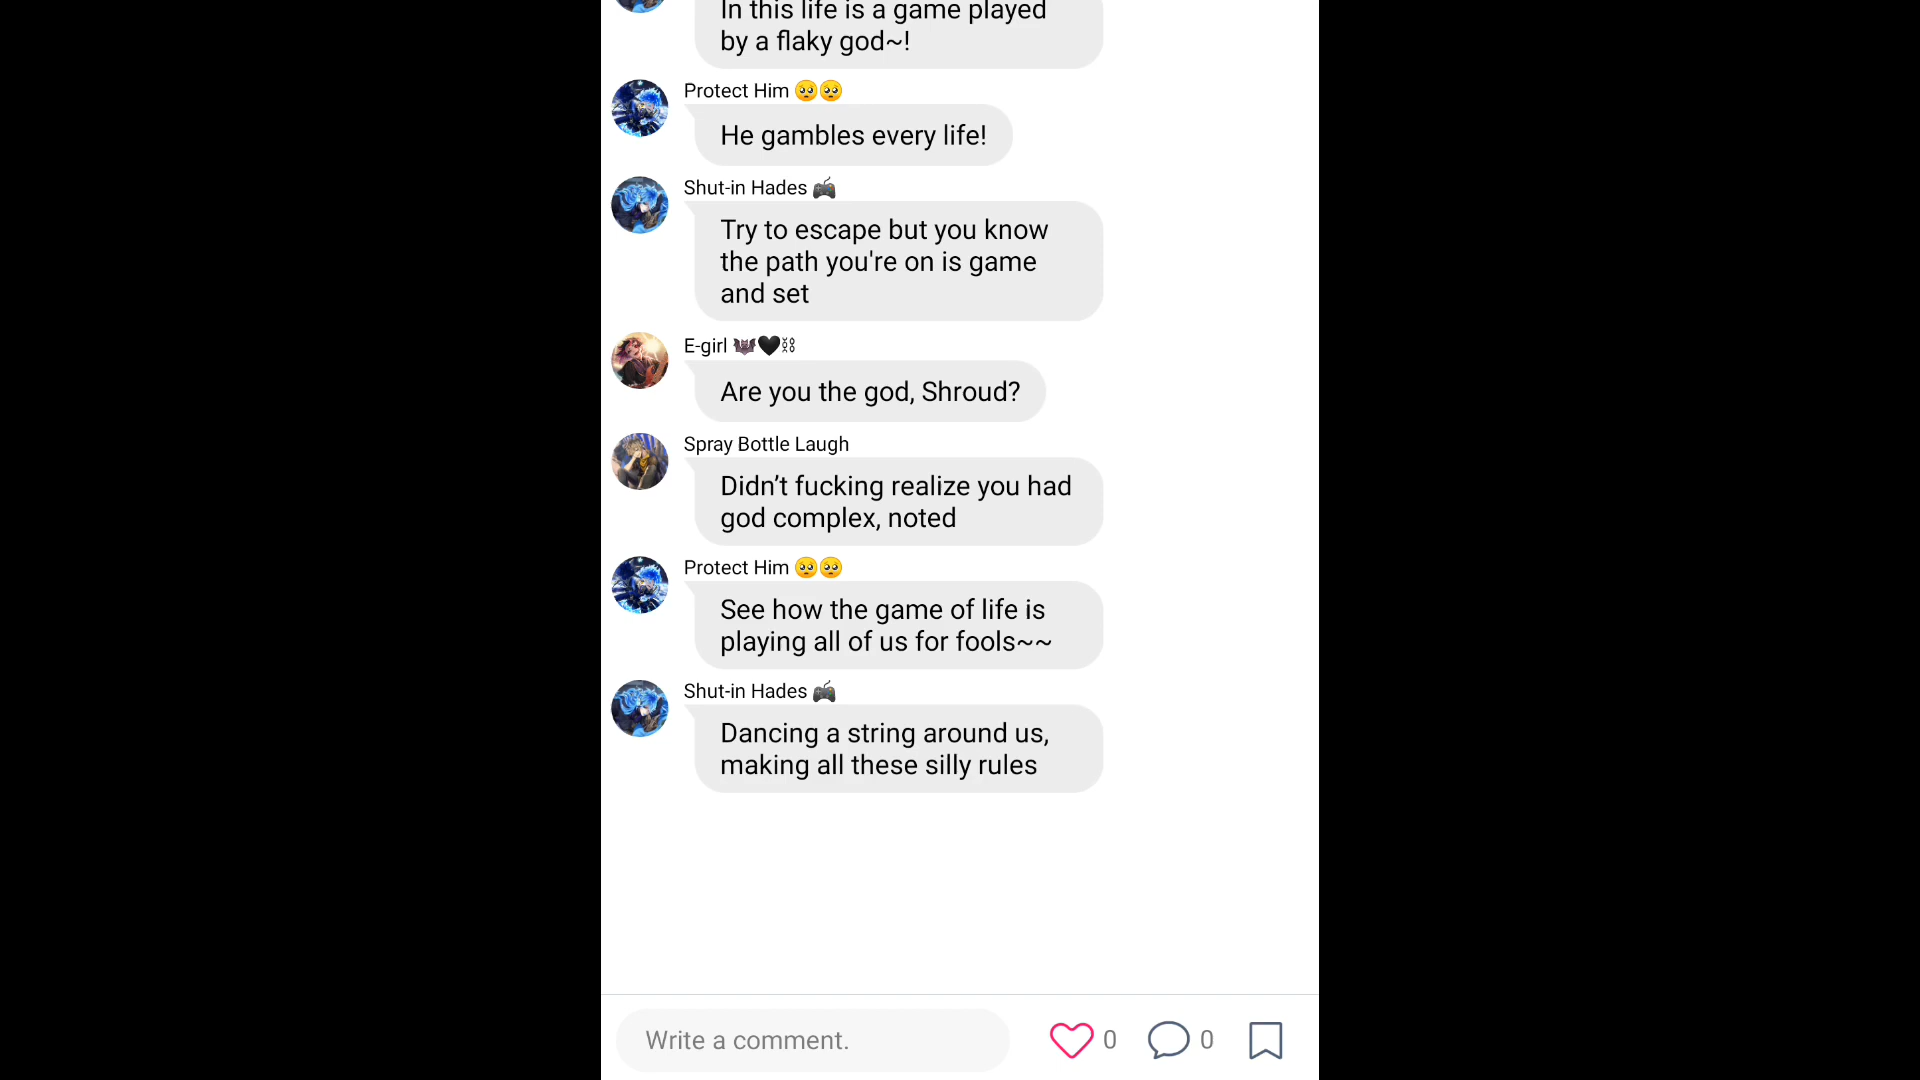 In this life is a game played
by a flaky god~!
Protect Him 🥺🥺
He gambles every life!
Shut-in Hades 🎮
Try to escape but you know
the path you're on is game
and set
E-girl 🦇🖤⛓
Are you the god, Shroud?
Spray Bottle Laugh
Didn’t fucking realize you had
god complex, noted
Protect Him 🥺🥺
See how the game of life is
playing all of us for fools~~
Shut-in Hades 🎮
Dancing a string around us,
making all these silly rules
Write a comment.
0
0